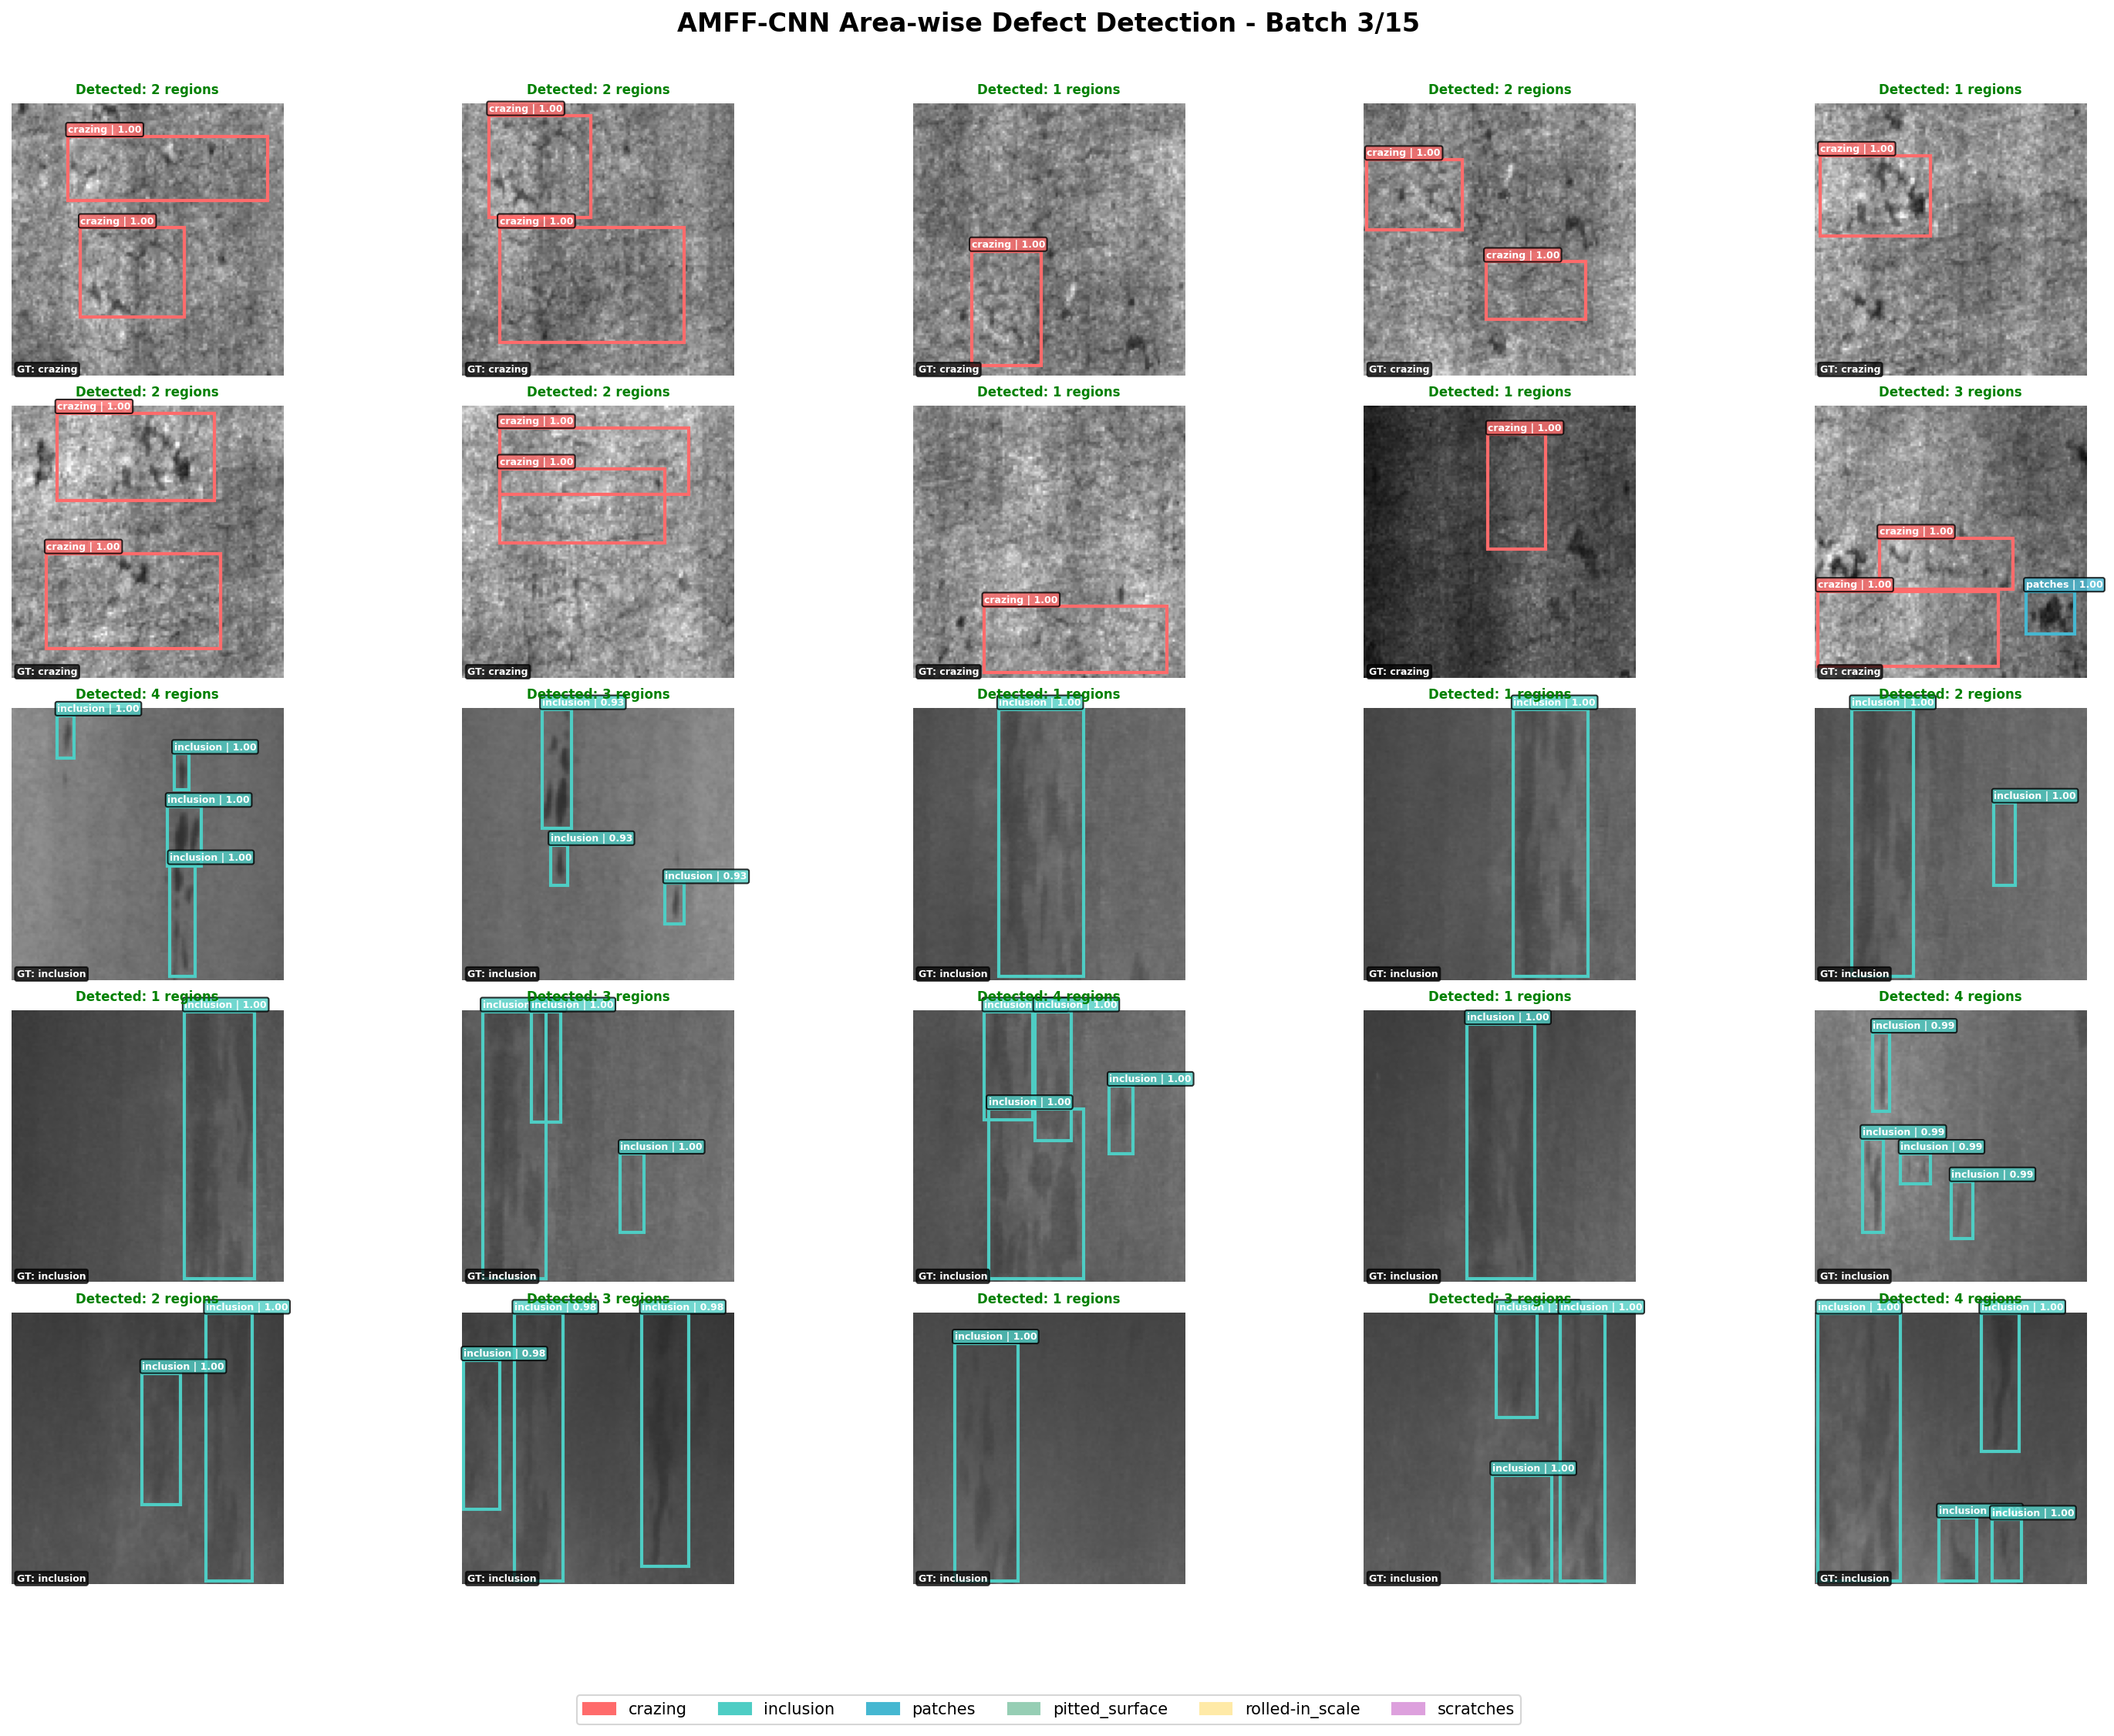 AMFF-CNN Area-wise Defect Detection - Batch 3/15
Detected: 2 regions
crazing | 1.00
crazing | 1.00
GT: crazing
Detected: 2 regions
crazing | 1.00
crazing | 1.00
GT: crazing
Detected: 1 regions
crazing | 1.00
GT: crazing
Detected: 2 regions
crazing | 1.00
crazing | 1.00
GT: crazing
Detected: 1 regions
crazing | 1.00
GT: crazing
Detected: 2 regions
crazing | 1.00
crazing | 1.00
GT: crazing
Detected: 2 regions
crazing | 1.00
crazing | 1.00
GT: crazing
Detected: 1 regions
crazing | 1.00
GT: crazing
Detected: 1 regions
crazing | 1.00
GT: crazing
Detected: 3 regions
crazing | 1.00
crazing | 1.00
patches | 1.00
GT: crazing
Detected: 4 regions
inclusion | 1.00
inclusion | 1.00
inclusion | 1.00
inclusion | 1.00
GT: inclusion
Detected: 3 regions
inclusion | 0.93
inclusion | 0.93
inclusion | 0.93
GT: inclusion
Detected: 1 regions
inclusion | 1.00
GT: inclusion
Detected: 1 regions
inclusion | 1.00
GT: inclusion
Detected: 2 regions
inclusion | 1.00
inclusion | 1.00
GT: inclusion
Detected: 1 regions
inclusion | 1.00
GT: inclusion
Detected: 3 regions
inclusion
inclusion | 1.00
inclusion | 1.00
GT: inclusion
Detected: 4 regions
inclusion
inclusion | 1.00
inclusion | 1.00
inclusion | 1.00
GT: inclusion
Detected: 1 regions
inclusion | 1.00
GT: inclusion
Detected: 4 regions
inclusion | 0.99
inclusion | 0.99
inclusion | 0.99
inclusion | 0.99
GT: inclusion
Detected: 2 regions
inclusion | 1.00
inclusion | 1.00
GT: inclusion
Detected: 3 regions
inclusion | 0.98
inclusion | 0.98
inclusion | 0.98
GT: inclusion
Detected: 1 regions
inclusion | 1.00
GT: inclusion
Detected: 3 regions
inclusion |
inclusion | 1.00
inclusion | 1.00
GT: inclusion
Detected: 4 regions
inclusion | 1.00
inclusion | 1.00
inclusion
inclusion | 1.00
GT: inclusion
crazing
inclusion
patches
pitted_surface
rolled-in_scale
scratches